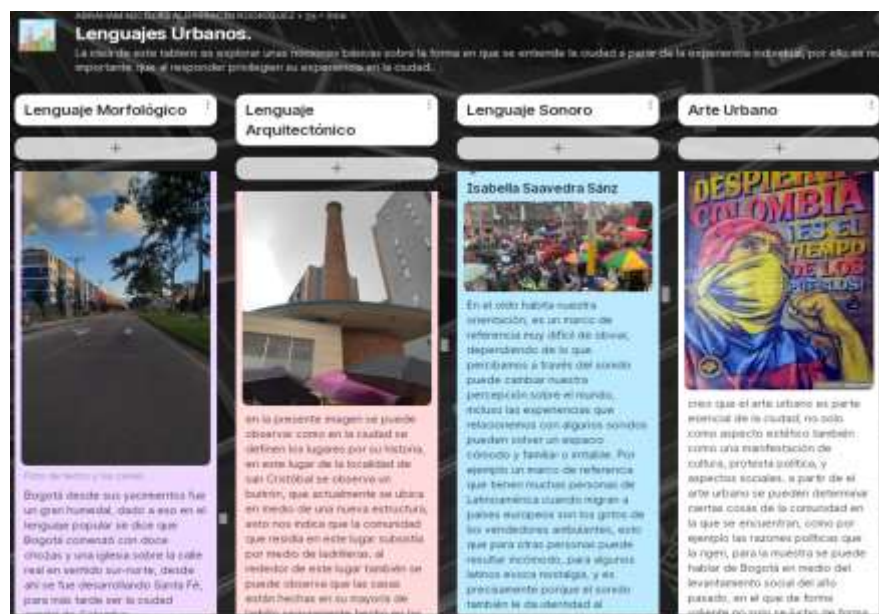 Lenguajes Urbanos.
La idea de este tablero es explorar unas nociones básicas sobre la forma en que se entiende la ciudad a partir de la experiencia individual, por ello es
importante que al responder privilegien su experiencia en la ciudad.
Lenguaje Morfológico
Bogotá desde sus yacimientos fue
un gran humedal, dado a eso en el
lenguaje popular se dice que
Bogotá comenzó con doce
chozas y una iglesia sobre la calle
real en sentido sur-norte, desde
ahí se fue desarrollando Santa Fé,
para más tarde ser la ciudad
Lenguaje
Arquitectónico
en la presente imagen se puede
observar como en la ciudad se
definen los lugares por su historia,
en este lugar de la localidad de
san Cristóbal se observa un
buitrón, que actualmente se ubica
en medio de una nueva estructura,
esto nos indica que la comunidad
que residía en este lugar subsistía
por medio de ladrilleras, al
rededor de este lugar también se
puede observa que las casas
están hechas en su mayoría de
Lenguaje Sonoro
Isabella Saavedra Sánz
En el oído habita nuestra
orientación, es un marco de
referencia muy difícil de obviar,
dependiendo de lo que
percibamos a través del sonido
puede cambiar nuestra
percepción sobre el mundo,
incluso las experiencias que
relacionemos con algunos sonidos
pueden volver un espacio
cómodo y familiar o irritable. Por
ejemplo un marco de referencia
que tienen muchas personas de
Latinoamérica cuando migran a
países europeos son los gritos de
los vendedores ambulantes, esto
que para otras personas puede
resultar incómodo, para algunos
latinos evoca nostalgia, y es
precisamente porque el sonido
también le da identidad al
Arte Urbano
DESPIERTA
COLOMBIA
¡ES EL
TIEMPO
DE LOS
creo que el arte urbano es parte
esencial de la ciudad, no solo
como aspecto estético también
como una manifestación de
cultura, protesta política, y
aspectos sociales, a partir de el
arte urbano se pueden determinar
ciertas cosas de la comunidad en
la que se encuentran, como por
ejemplo las razones políticas que
la rigen, para la muestra se puede
hablar de Bogotá en medio del
levantamiento social del año
pasado, en el que de forma